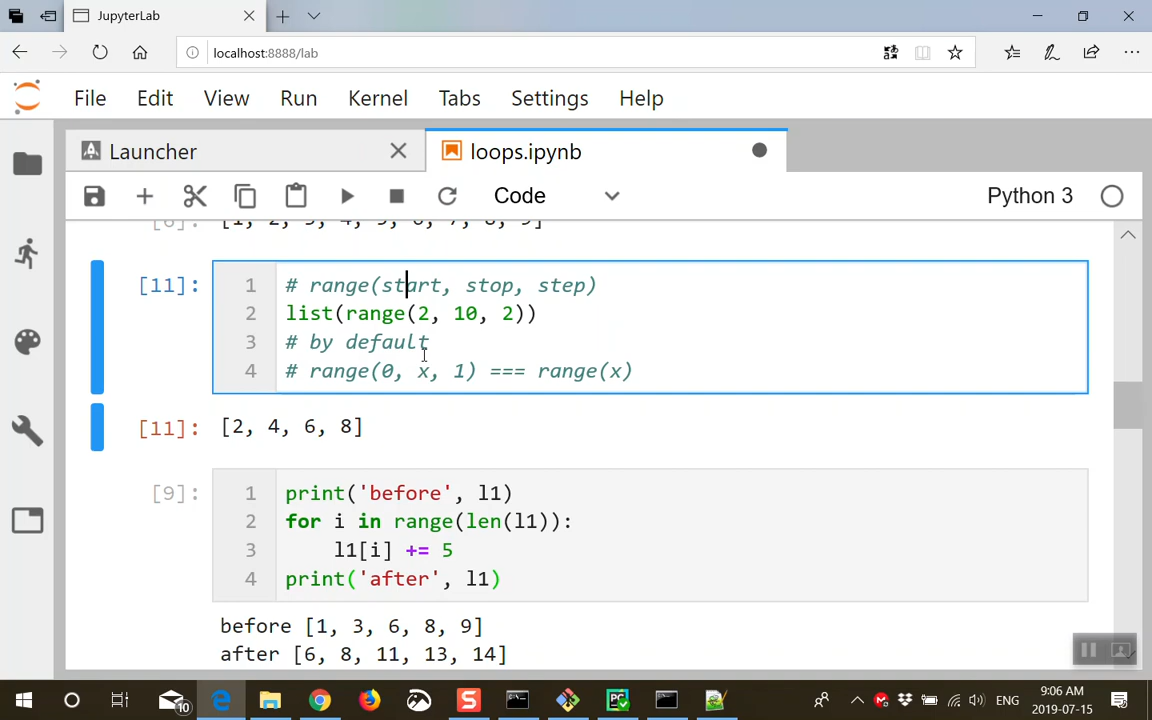 JupyterLab
localhost:8888/lab
File Edit View Run Kernel Tabs Settings Help
Launcher
loops.ipynb
Code
Python 3
[6]: [1, 2, 3, 4, 5, 6, 7, 8, 9]
[11]:
1 # range(start, stop, step)
2 list(range(2, 10, 2))
3 # by default
4 # range(0, x, 1) === range(x)
[11]: [2, 4, 6, 8]
[9]:
1 print('before', l1)
2 for i in range(len(l1)):
3 l1[i] += 5
4 print('after', l1)
before [1, 3, 6, 8, 9]
after [6, 8, 11, 13, 14]
10
PC
ENG
9:06 AM
2019-07-15